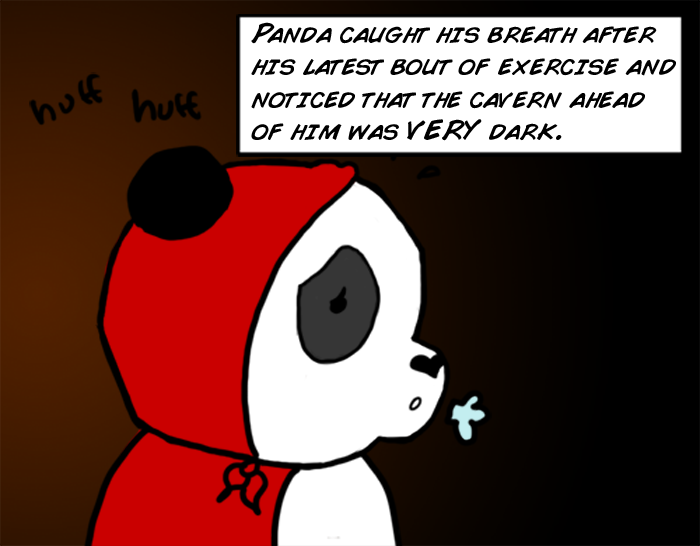 PANDA CAUGHT HIS BREATH AFTER
HIS LATEST BOUT OF EXERCISE AND
NOTICED THAT THE CAVERN AHEAD
OF HIM WAS VERY DARK.
huff huff